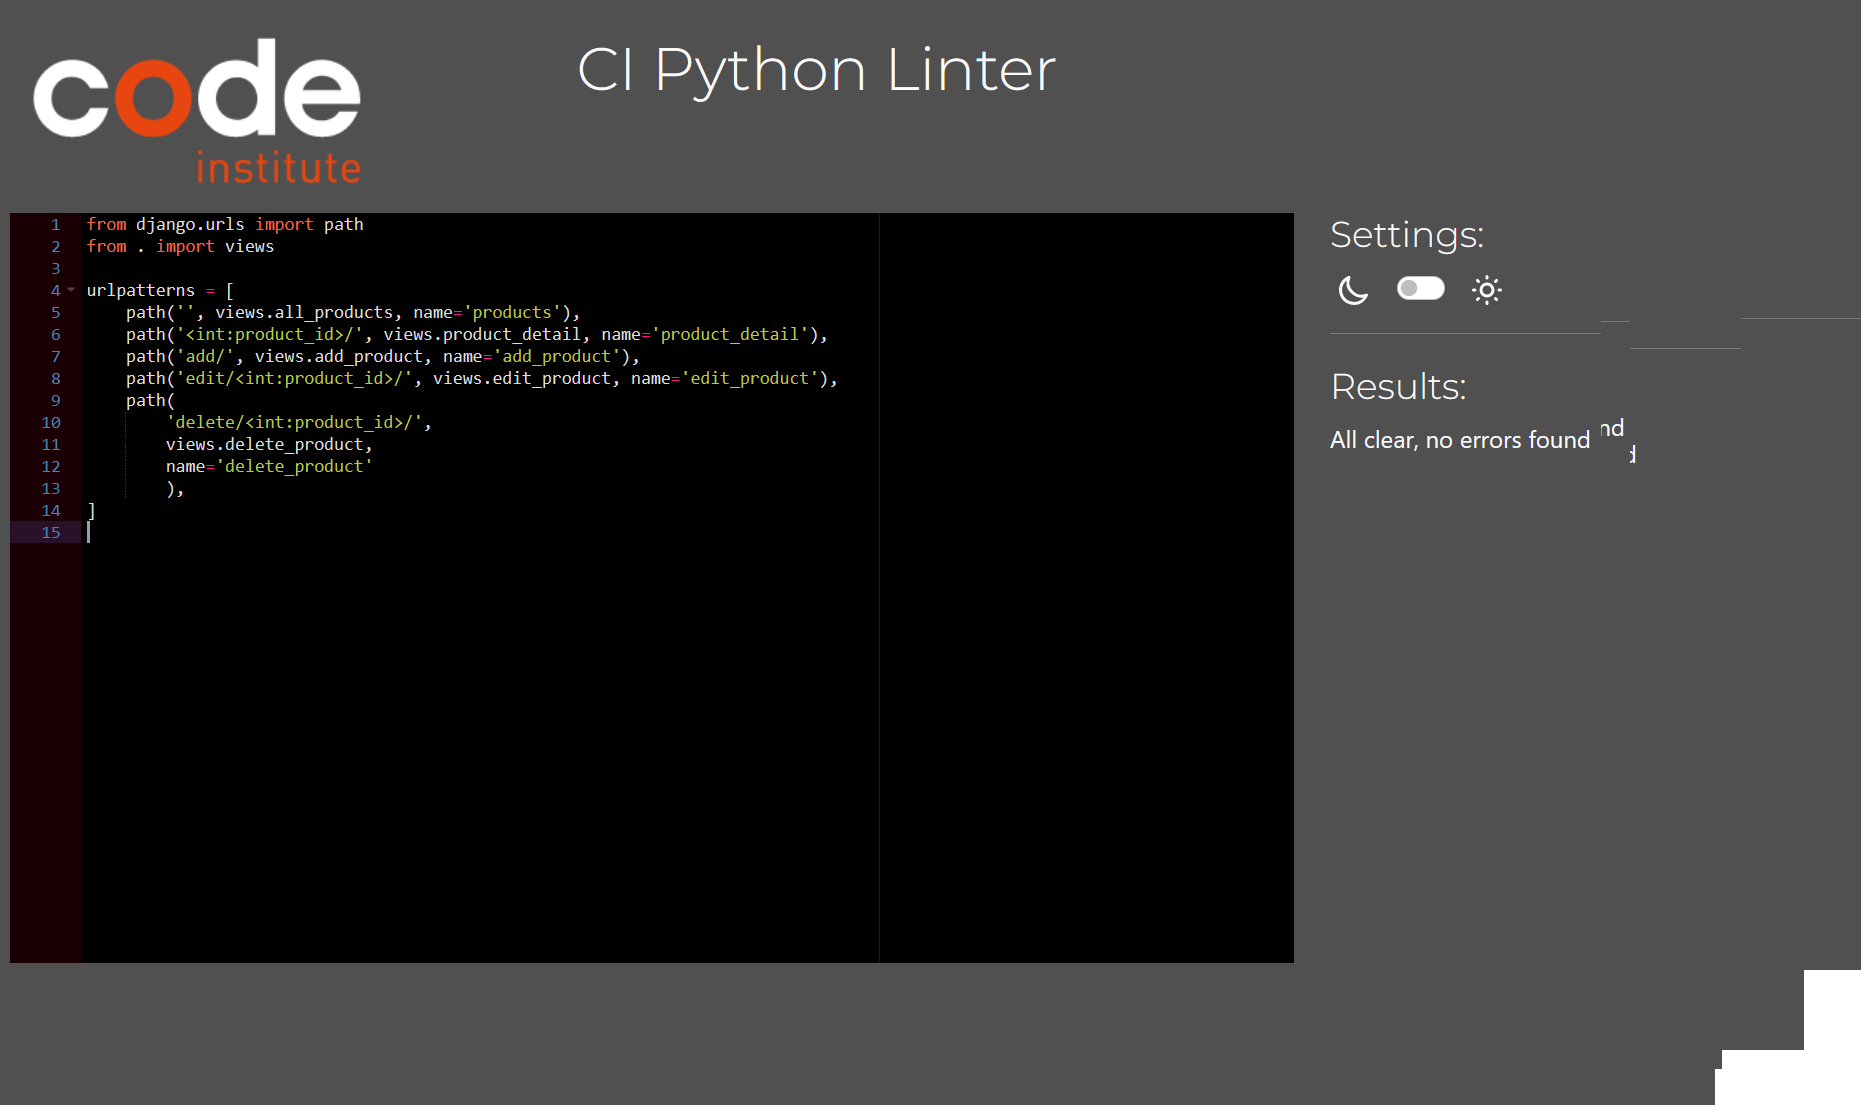 code
institute
CI Python Linter
1 from django.urls import path
2 from . import views
3
4 urlpatterns = [
5     path('', views.all_products, name='products'),
6     path('<int:product_id>/', views.product_detail, name='product_detail'),
7     path('add/', views.add_product, name='add_product'),
8     path('edit/<int:product_id>/', views.edit_product, name='edit_product'),
9     path(
10         'delete/<int:product_id>/',
11         views.delete_product,
12         name='delete_product'
13         ),
14 ]
15
Settings:
Results:
All clear, no errors found
nd
d